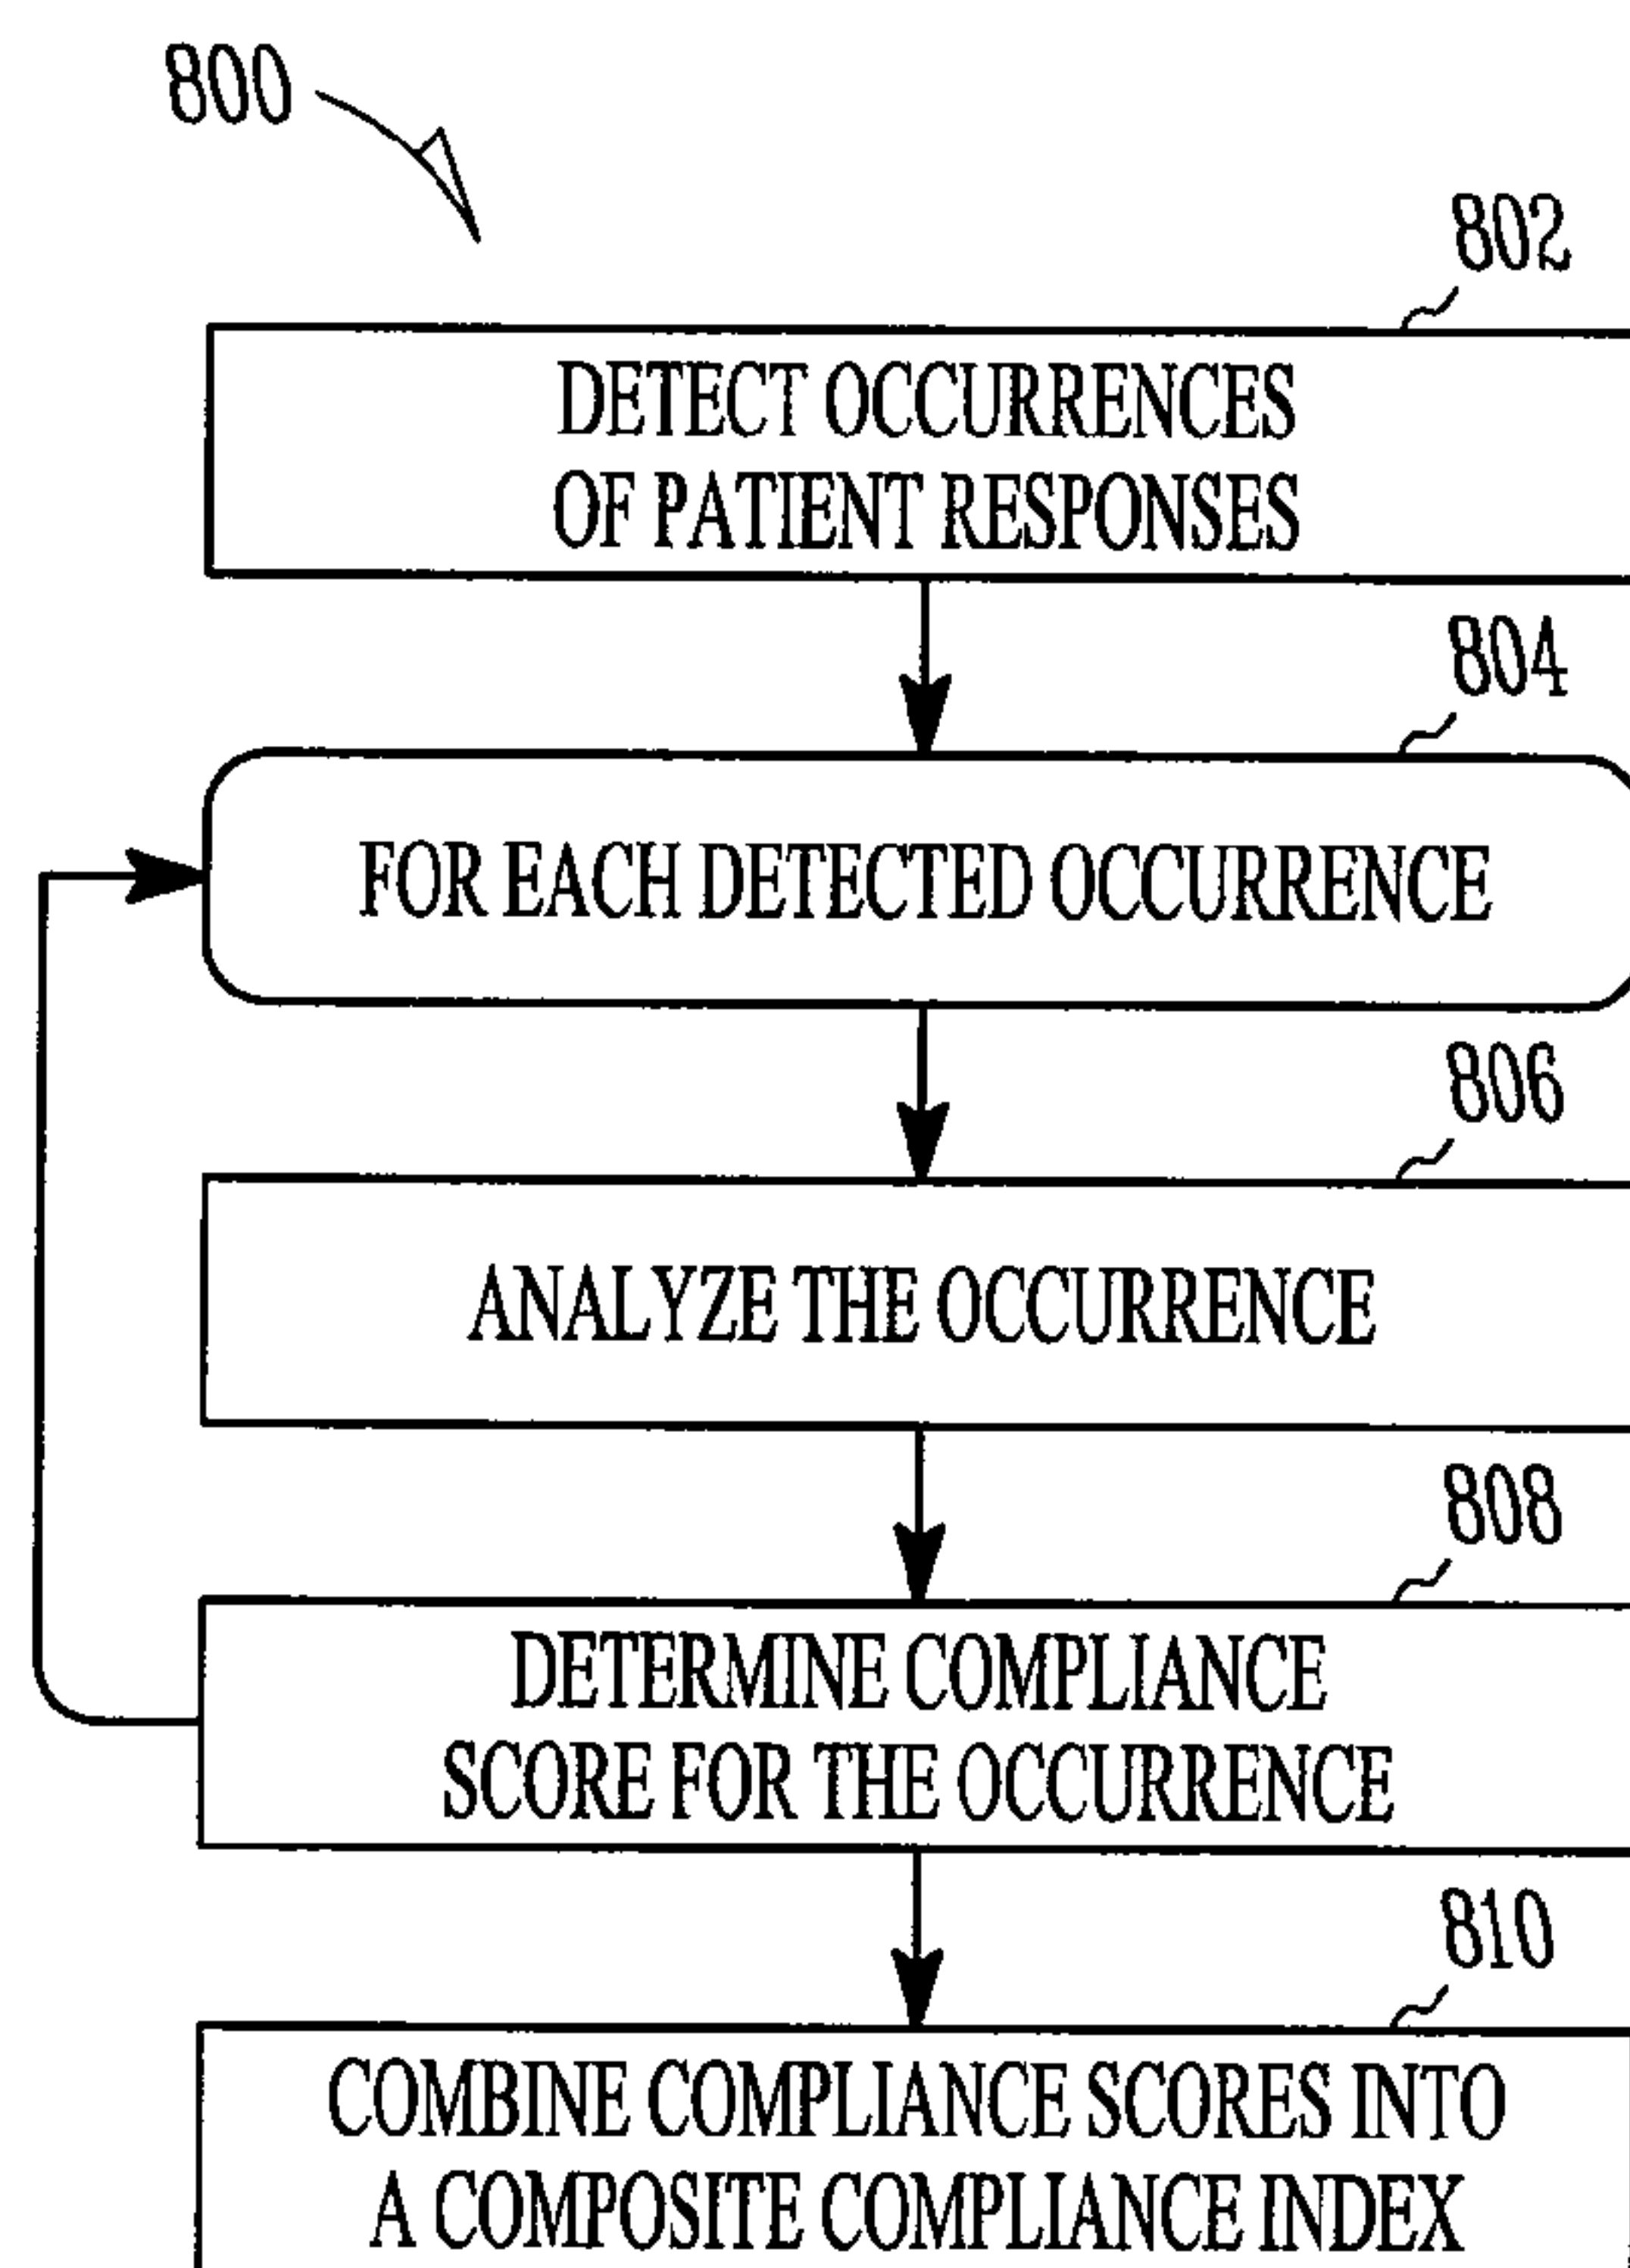 800
802
DETECT OCCURRENCES
OF PATIENT RESPONSES
804
FOR EACH DETECTED OCCURRENCE
806
ANALYZE THE OCCURRENCE
808
DETERMINE COMPLIANCE
SCORE FOR THE OCCURRENCE
810
COMBINE COMPLIANCE SCORES INTO
A COMPOSITE COMPLIANCE INDEX